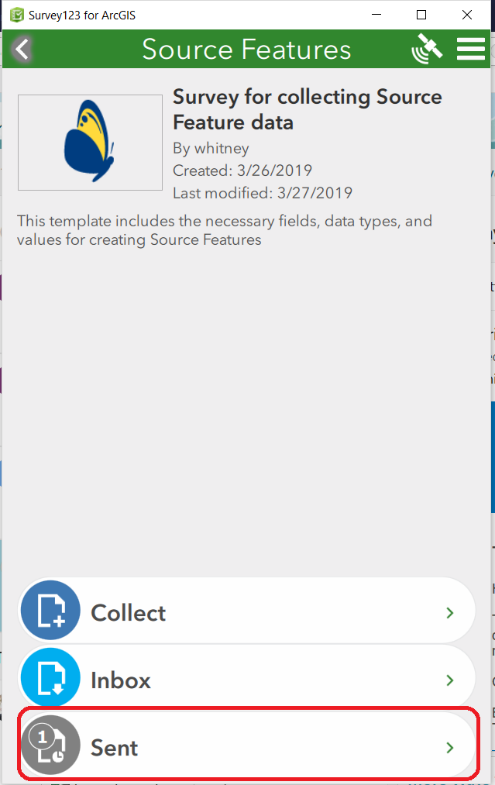 Survey123 for ArcGIS
Source Features
Survey for collecting Source
Feature data
By whitney
Created: 3/26/2019
Last modified: 3/27/2019
This template includes the necessary fields, data types, and
values for creating Source Features
Collect
Inbox
1
Sent